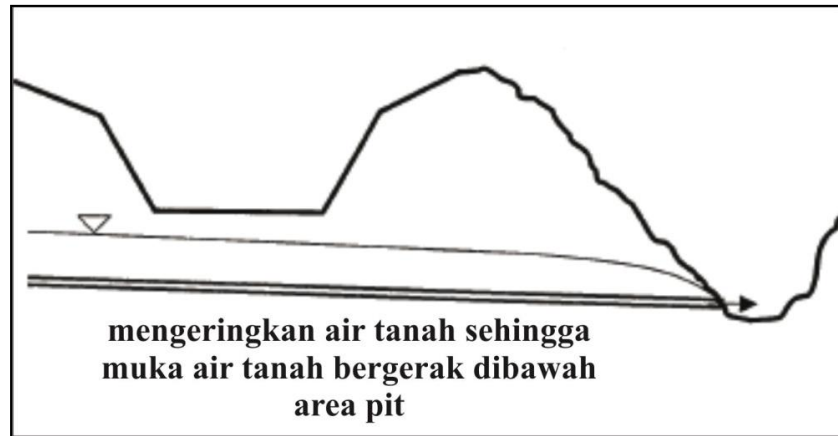 mengeringkan air tanah sehingga
muka air tanah bergerak dibawah
area pit